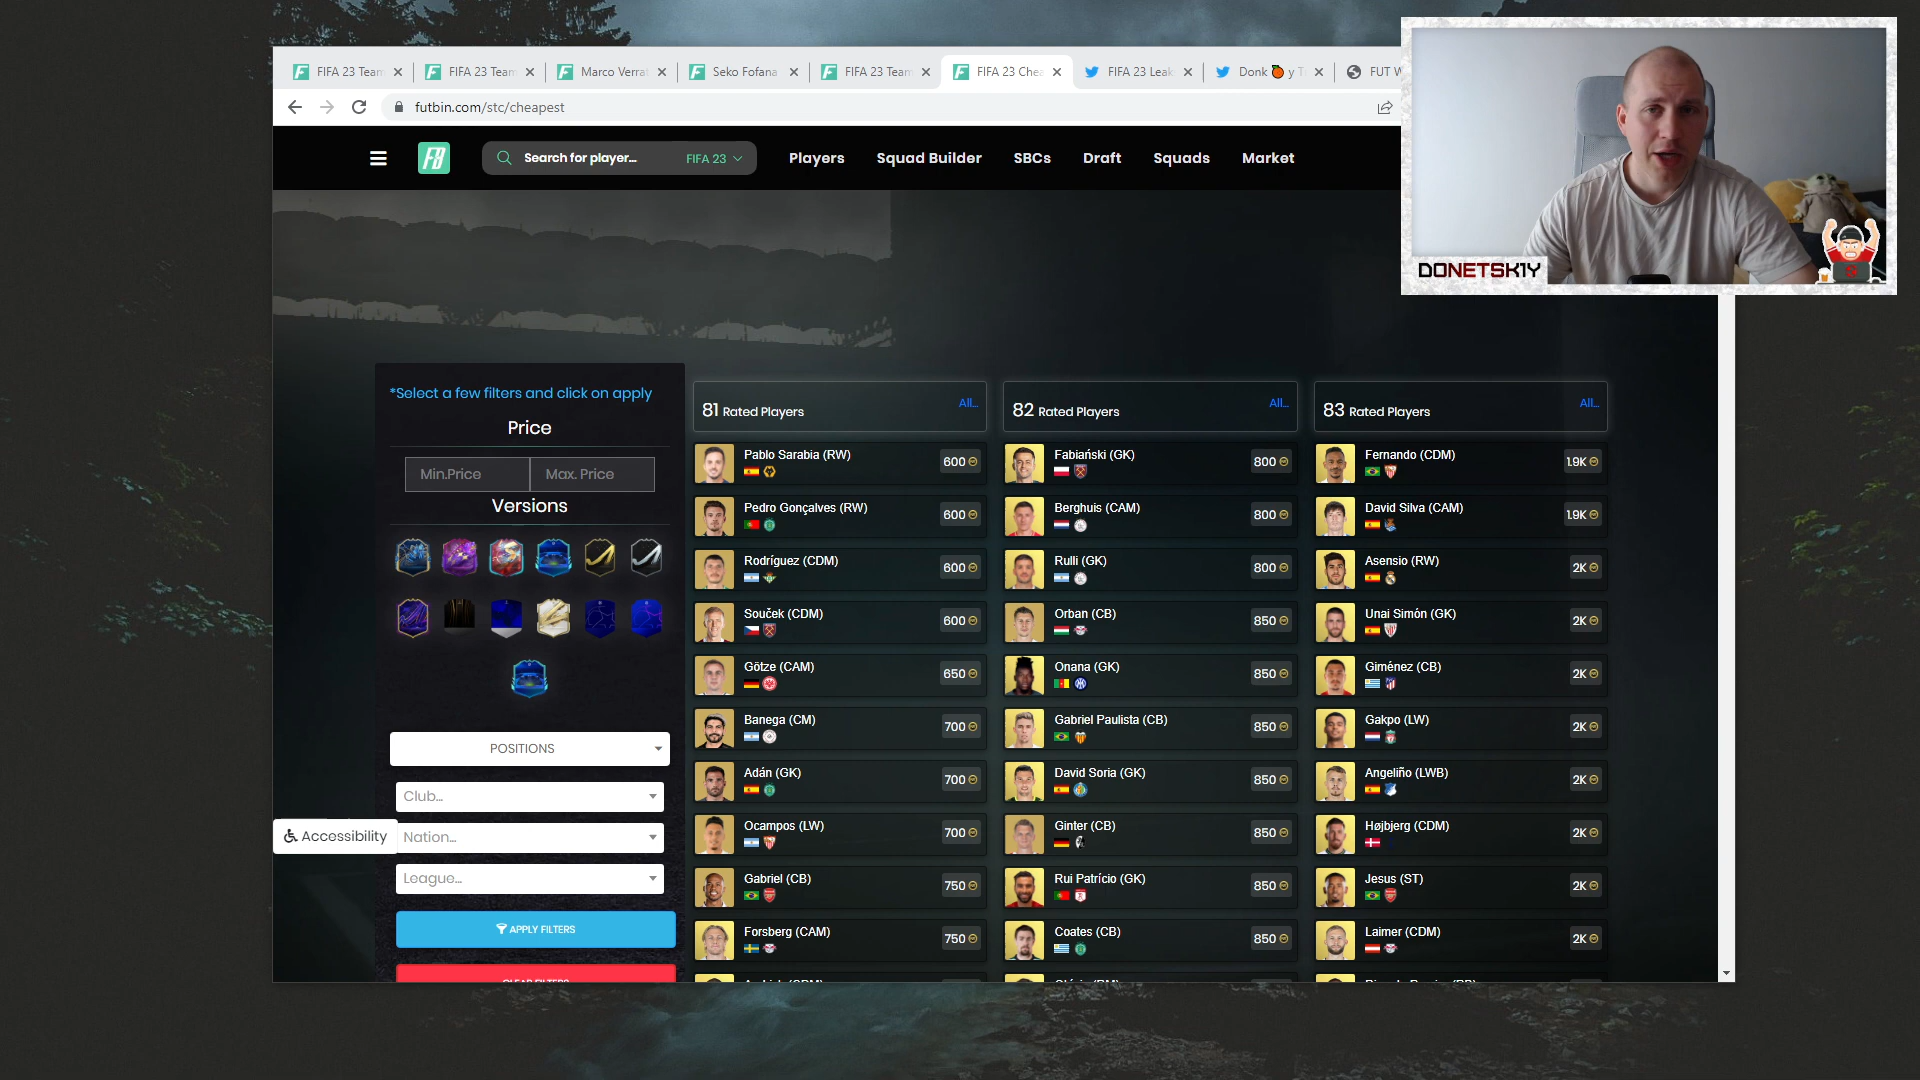 FIFA 23 Team
FIFA 23 Team
Marco Verra
Seko Fofana
FIFA 23 Team
FIFA 23 Chea
FIFA 23 Leak
Donk y T
FUT W
futbin.com/stc/cheapest
FB
Search for player...
FIFA 23
Players
Squad Builder
SBCs
Draft
Squads
Market
DONETSK1Y
*Select a few filters and click on apply
Price
Min.Price
Max. Price
Versions
POSITIONS
Club...
Accessibility
Nation...
League...
APPLY FILTERS
CLEAR FILTERS
81 Rated Players
All...
Pablo Sarabia (RW)
600
Pedro Gonçalves (RW)
600
Rodríguez (CDM)
600
Souček (CDM)
600
Götze (CAM)
650
Banega (CM)
700
Adán (GK)
700
Ocampos (LW)
700
Gabriel (CB)
750
Forsberg (CAM)
750
82 Rated Players
All...
Fabiański (GK)
800
Berghuis (CAM)
800
Rulli (GK)
800
Orban (CB)
850
Onana (GK)
850
Gabriel Paulista (CB)
850
David Soria (GK)
850
Ginter (CB)
850
Rui Patrício (GK)
850
Coates (CB)
850
83 Rated Players
All...
Fernando (CDM)
1.9K
David Silva (CAM)
1.9K
Asensio (RW)
2K
Unai Simón (GK)
2K
Giménez (CB)
2K
Gakpo (LW)
2K
Angeliño (LWB)
2K
Højbjerg (CDM)
2K
Jesus (ST)
2K
Laimer (CDM)
2K